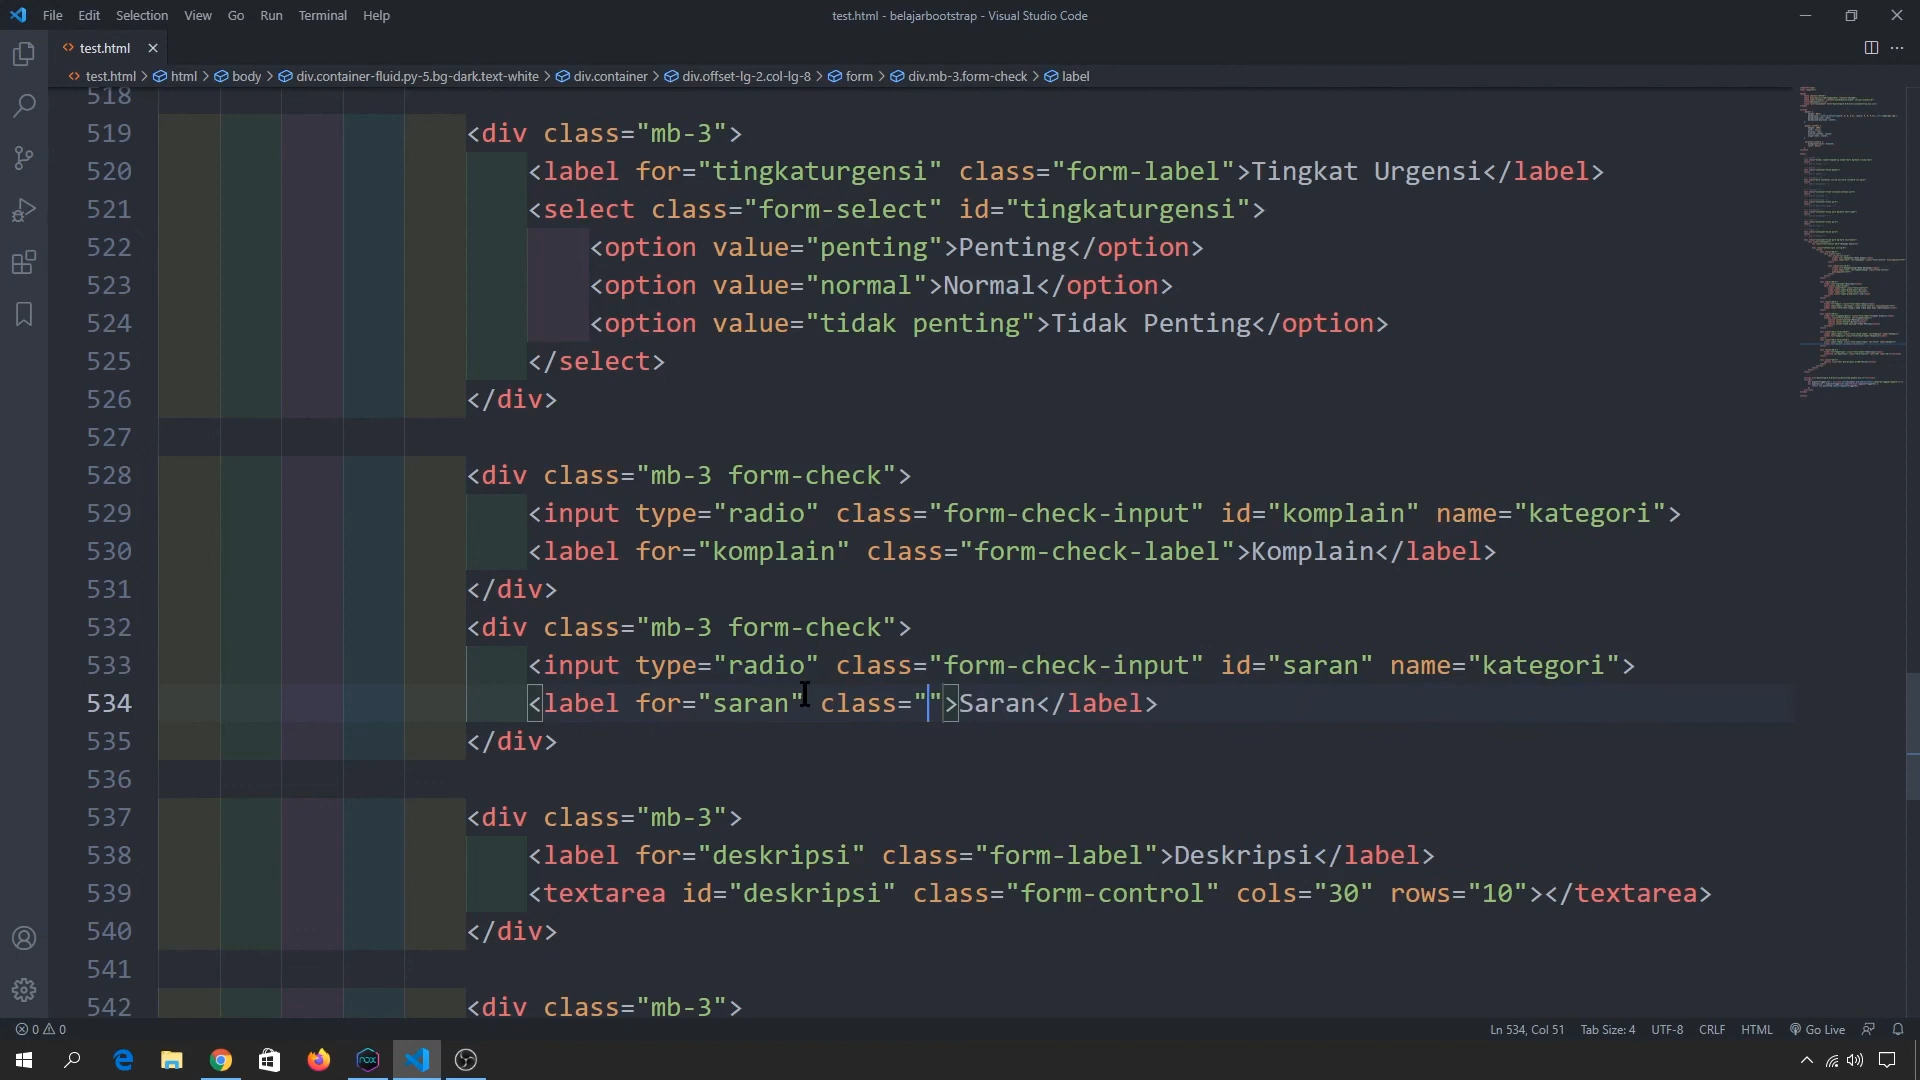 File Edit Selection View Go Run Terminal Help
test.html - belajarbootstrap - Visual Studio Code
test.html
test.html > html > body > div.container-fluid.py-5.bg-dark.text-white > div.container > div.offset-lg-2.col-lg-8 > form > div.mb-3.form-check > label
518
519 <div class="mb-3">
520 <label for="tingkaturgensi" class="form-label">Tingkat Urgensi</label>
521 <select class="form-select" id="tingkaturgensi">
522 <option value="penting">Penting</option>
523 <option value="normal">Normal</option>
524 <option value="tidak penting">Tidak Penting</option>
525 </select>
526 </div>
527
528 <div class="mb-3 form-check">
529 <input type="radio" class="form-check-input" id="komplain" name="kategori">
530 <label for="komplain" class="form-check-label">Komplain</label>
531 </div>
532 <div class="mb-3 form-check">
533 <input type="radio" class="form-check-input" id="saran" name="kategori">
534 <label for="saran" class="">Saran</label>
535 </div>
536
537 <div class="mb-3">
538 <label for="deskripsi" class="form-label">Deskripsi</label>
539 <textarea id="deskripsi" class="form-control" cols="30" rows="10"></textarea>
540 </div>
541
542 <div class="mb-3">
0 0 Ln 534, Col 51 Tab Size: 4 UTF-8 CRLF HTML Go Live
nox